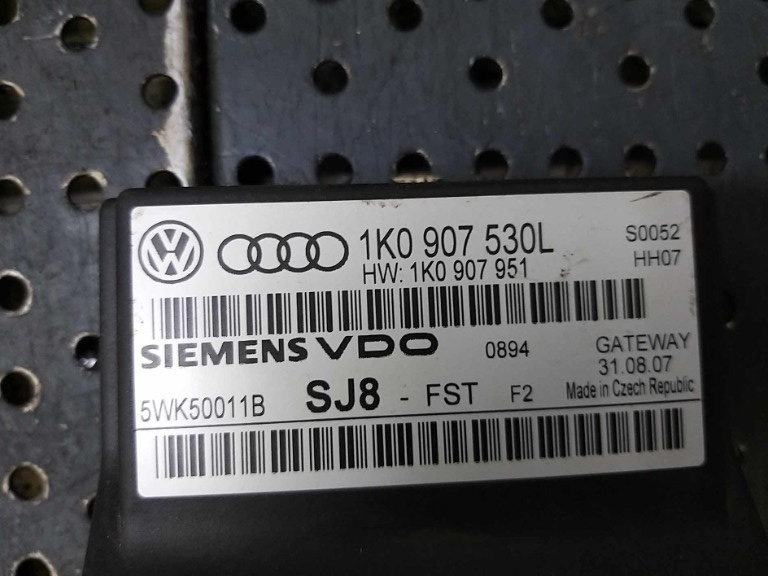 1K0 907 530L S0052
HW: 1K0 907 951 HH07
SIEMENS VDO 0894 GATEWAY
31.08.07
5WK50011B SJ8 - FST F2 Made in Czech Republic